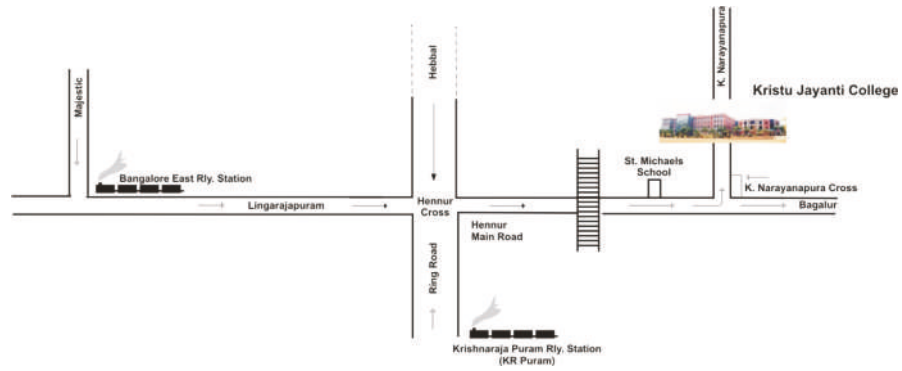 K. Narayanapura
Hebbal
Majestic
Kristu Jayanti College
St. Michaels
School
Bangalore East Rly. Station
K. Narayanapura Cross
Lingarajapuram
Hennur
Cross
Bagalur
Hennur
Main Road
Ring Road
Krishnaraja Puram Rly. Station
(KR Puram)